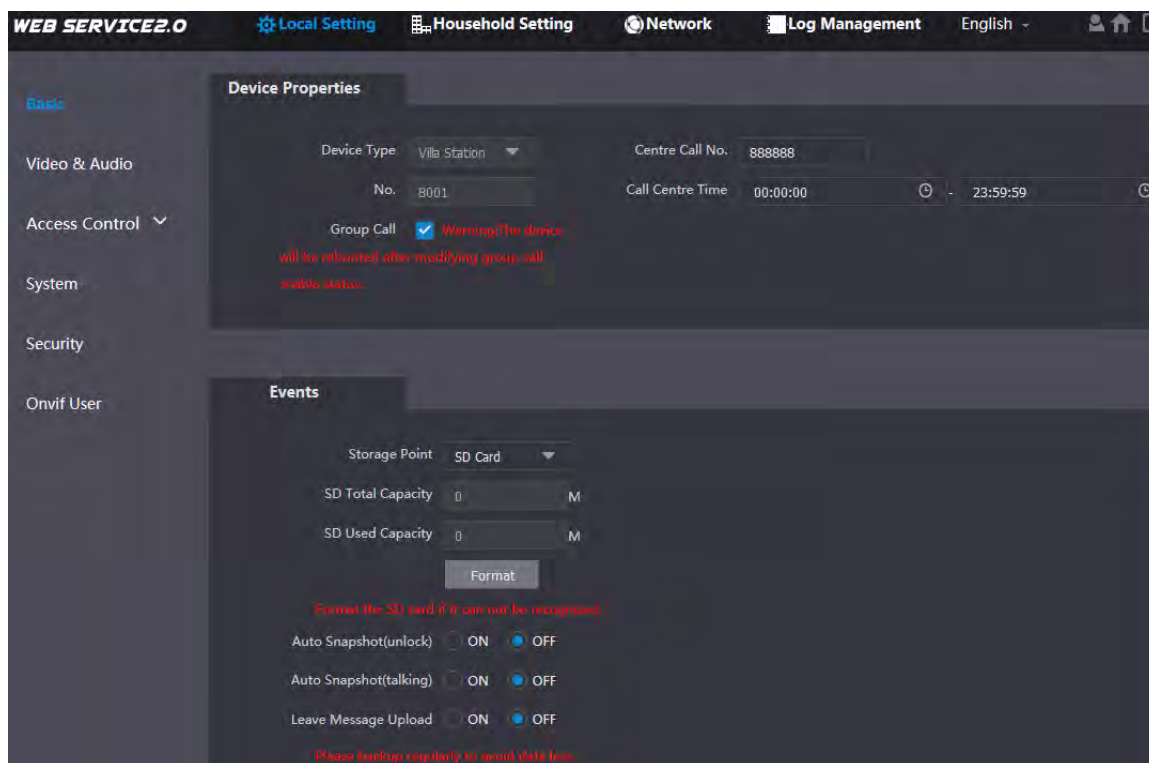 WEB SERVICE2.0
Local Setting
Household Setting
Network
Log Management
English
Basic
Video & Audio
Access Control
System
Security
Onvif User
Device Properties
Device Type Villa Station
Centre Call No. 888888
No. 8001
Call Centre Time 00:00:00 - 23:59:59
Group Call Warning:The device
will be rebooted after modifying group call
enable status.
Events
Storage Point SD Card
SD Total Capacity 0 M
SD Used Capacity 0 M
Format
Format the SD card if it can not be recognized.
Auto Snapshot(unlock) ON OFF
Auto Snapshot(talking) ON OFF
Leave Message Upload ON OFF
Please backup regularly to avoid data loss.